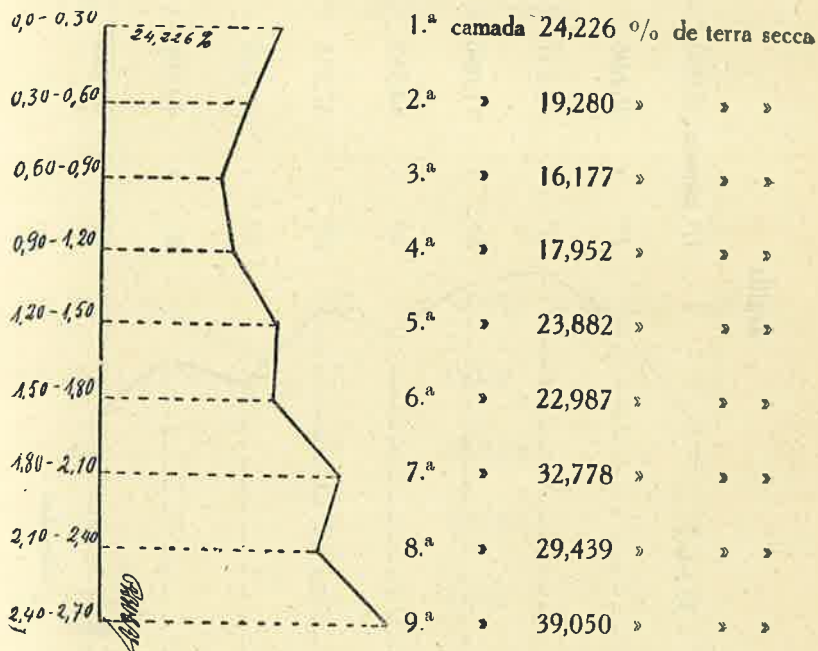 0,0-0,30 24,226% 1.ª camada 24,226 % de terra secca
0,30-0,60 2.ª » 19,280 » » »
0,60-0,90 3.ª » 16,177 » » »
0,90-1,20 4.ª » 17,952 » » »
1,20-1,50 5.ª » 23,882 » » »
1,50-1,80 6.ª » 22,987 » » »
1,80-2,10 7.ª » 32,778 » » »
2,10-2,40 8.ª » 29,439 » » »
2,40-2,70 9.ª » 39,050 » » »